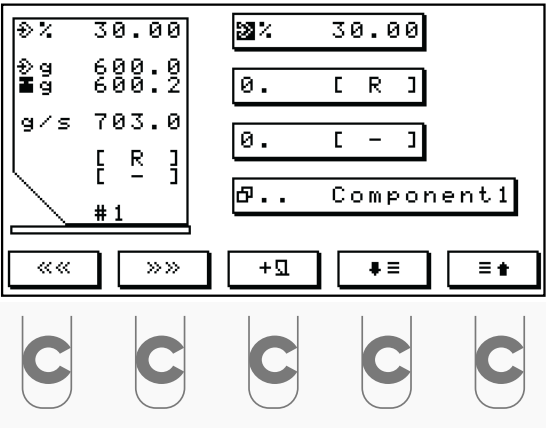 % 30.00
g 600.0
g 600.2
g/s 703.0
[ R ]
[ - ]
#1
% 30.00
0. [ R ]
0. [ - ]
.. Component1
<< >> + 
C C C C C